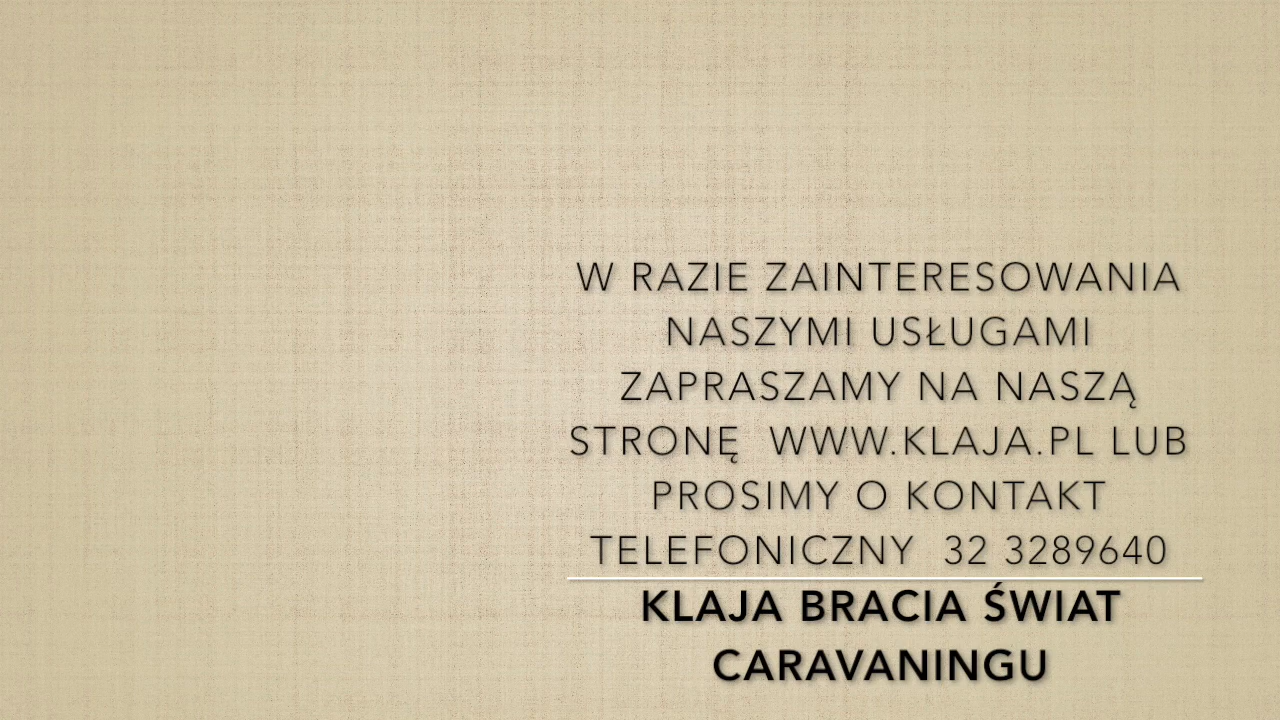 W RAZIE ZAINTERESOWANIA
NASZYMI USŁUGAMI
ZAPRASZAMY NA NASZĄ
STRONĘ WWW.KLAJA.PL LUB
PROSIMY O KONTAKT
TELEFONICZNY 32 3289640
KLAJA BRACIA ŚWIAT
CARAVANINGU